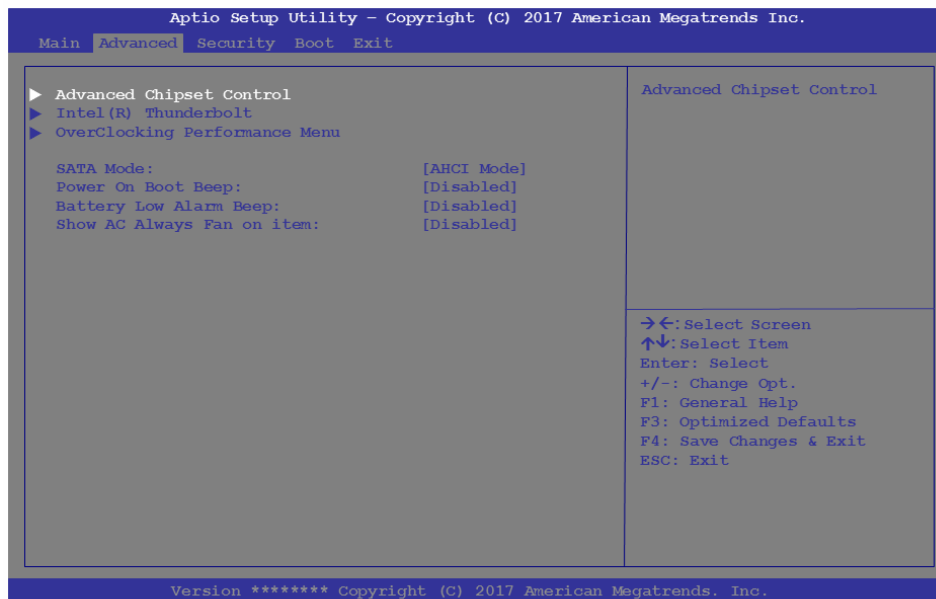 Aptio Setup Utility – Copyright (C) 2017 American Megatrends Inc.
Main Advanced Security Boot Exit
▶ Advanced Chipset Control
▶ Intel(R) Thunderbolt
▶ OverClocking Performance Menu
SATA Mode: [AHCI Mode]
Power On Boot Beep: [Disabled]
Battery Low Alarm Beep: [Disabled]
Show AC Always Fan on item: [Disabled]
Advanced Chipset Control
→←: Select Screen
↑↓: Select Item
Enter: Select
+/-: Change Opt.
F1: General Help
F3: Optimized Defaults
F4: Save Changes & Exit
ESC: Exit
Version ******** Copyright (C) 2017 American Megatrends. Inc.